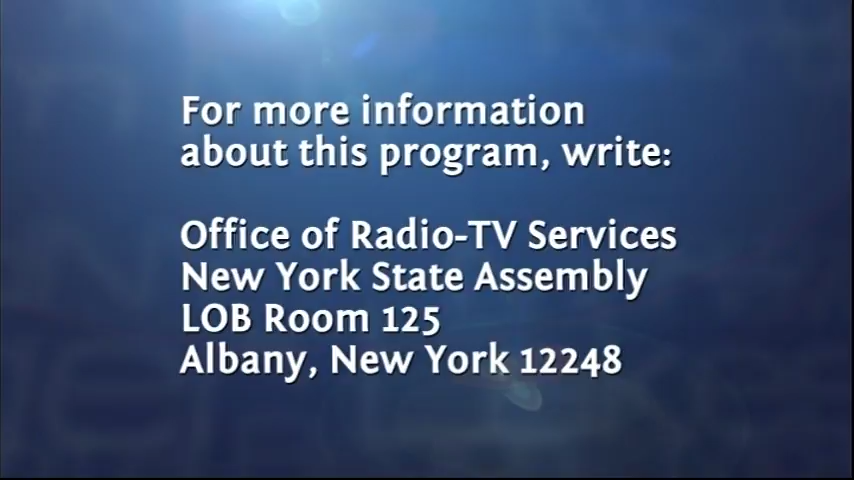 For more information
about this program, write:
Office of Radio-TV Services
New York State Assembly
LOB Room 125
Albany, New York 12248